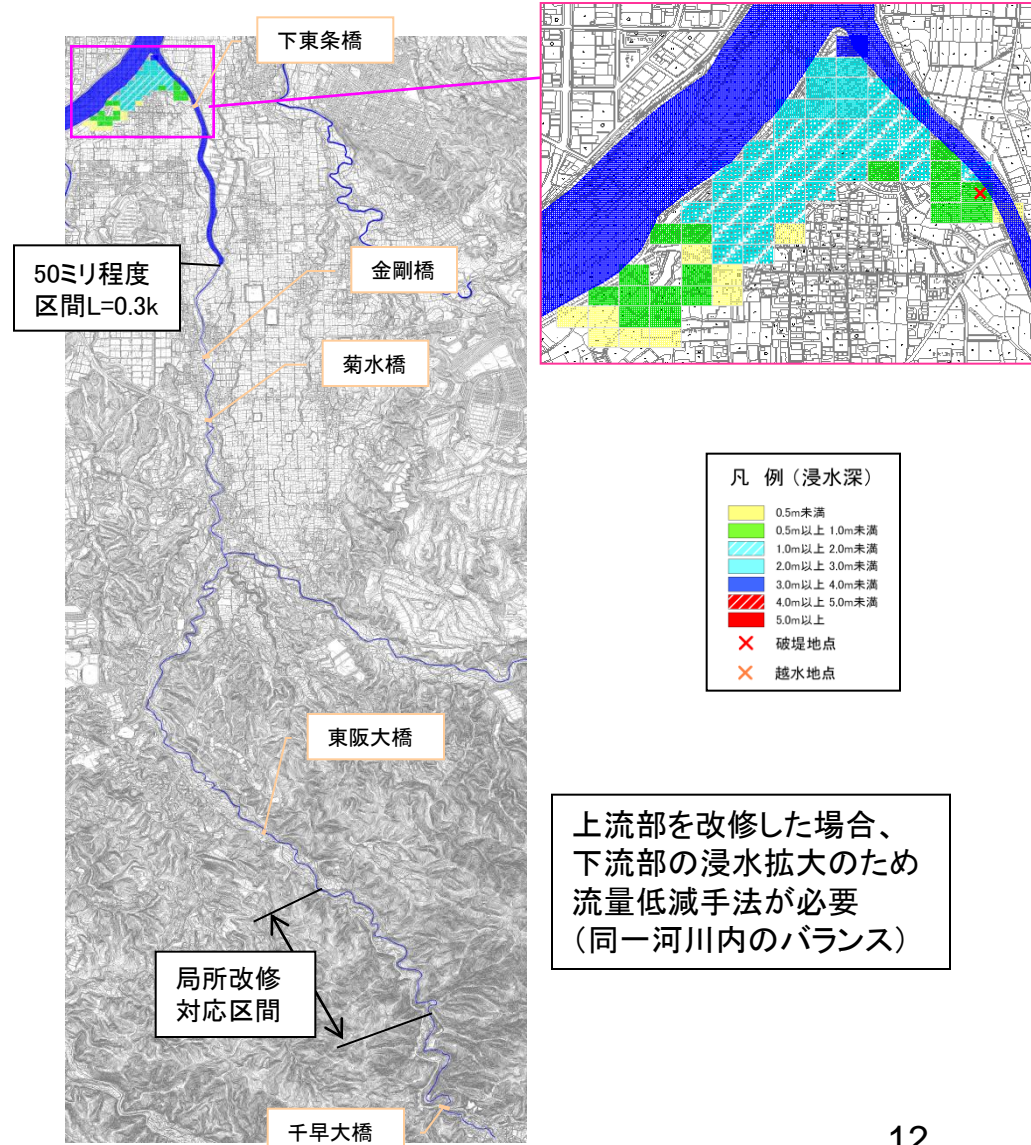 下東条橋
50ミリ程度
区間L=0.3k
金剛橋
菊水橋
凡 例（浸水深）
0.5m未満
0.5m以上 1.0m未満
1.0m以上 2.0m未満
2.0m以上 3.0m未満
3.0m以上 4.0m未満
4.0m以上 5.0m未満
5.0m以上
破堤地点
越水地点
東阪大橋
上流部を改修した場合、
下流部の浸水拡大のため
流量低減手法が必要
（同一河川内のバランス）
局所改修
対応区間
千早大橋
12